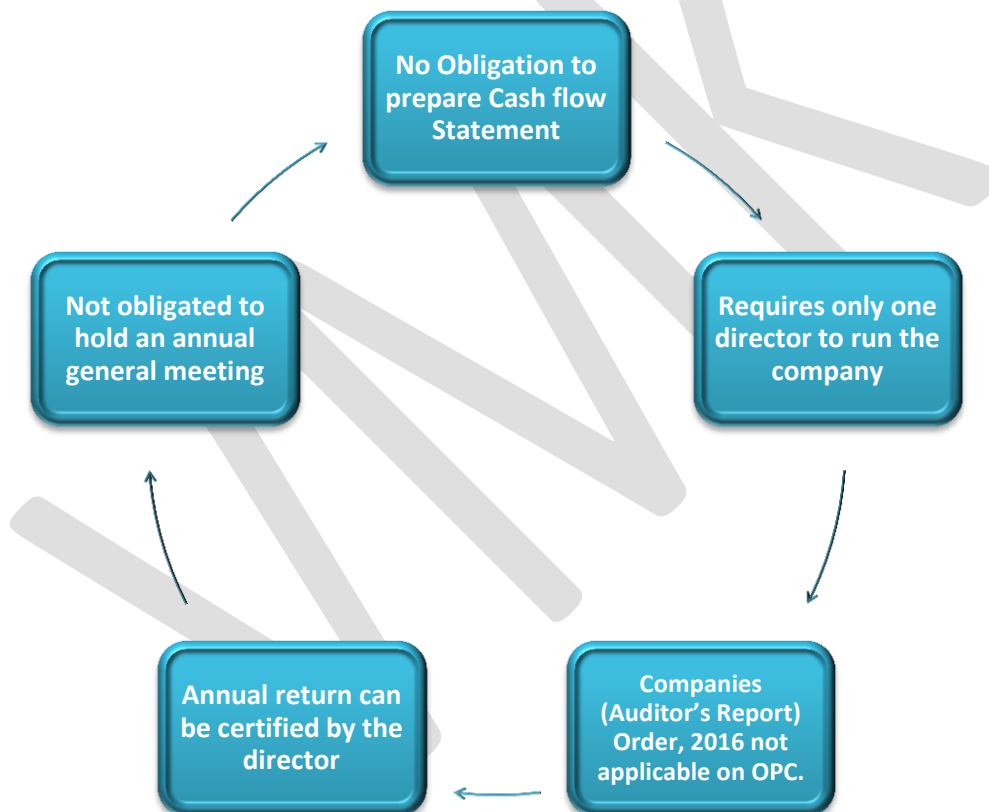 No Obligation to
prepare Cash flow
Statement
Requires only one
director to run the
company
Companies
(Auditor’s Report)
Order, 2016 not
applicable on OPC.
Annual return can
be certified by the
director
Not obligated to
hold an annual
general meeting